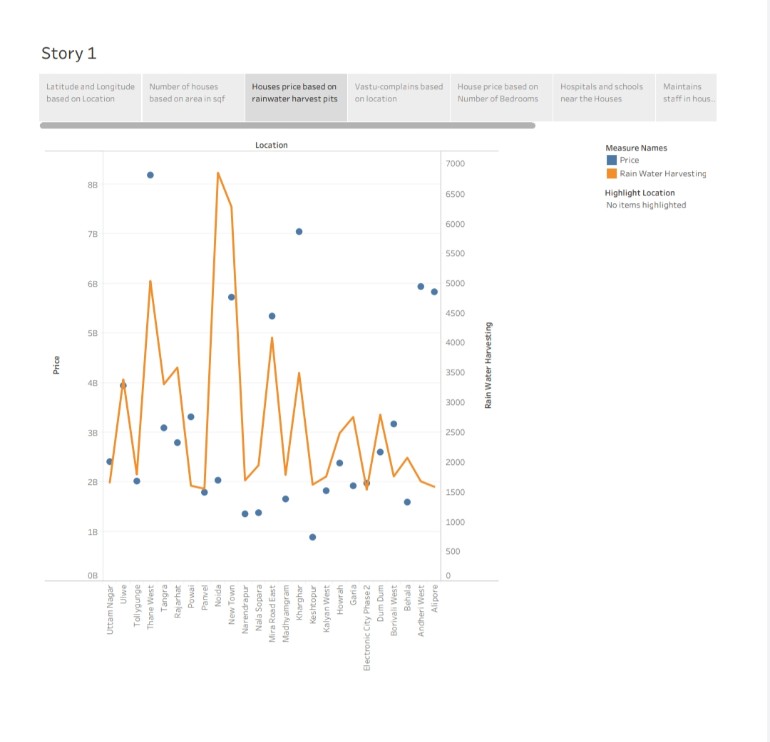 Story 1
Latitude and Longitude
based on Location
Number of houses
based on area in sqf
Houses price based on
rainwater harvest pits
Vastu-complains based
on location
House price based on
Number of Bedrooms
Hospitals and schools
near the Houses
Maintains
staff in hous..
Location
Measure Names
Price
Rain Water Harvesting
Highlight Location
No items highlighted
8B
7B
6B
5B
4B
3B
2B
1B
0B
Price
7000
6500
6000
5500
5000
4500
4000
3500
3000
2500
2000
1500
1000
500
0
Rain Water Harvesting
Uttam Nagar
Ulwe
Tollygunge
Thane West
Tangra
Rajarhat
Powai
Panvel
Noida
New Town
Narendrapur
Nala Sopara
Mira Road East
Madhyamgram
Kharghar
Keshtopur
Kalyan West
Howrah
Garia
Electronic City Phase 2
Dum Dum
Borivali West
Behala
Andheri West
Alipore